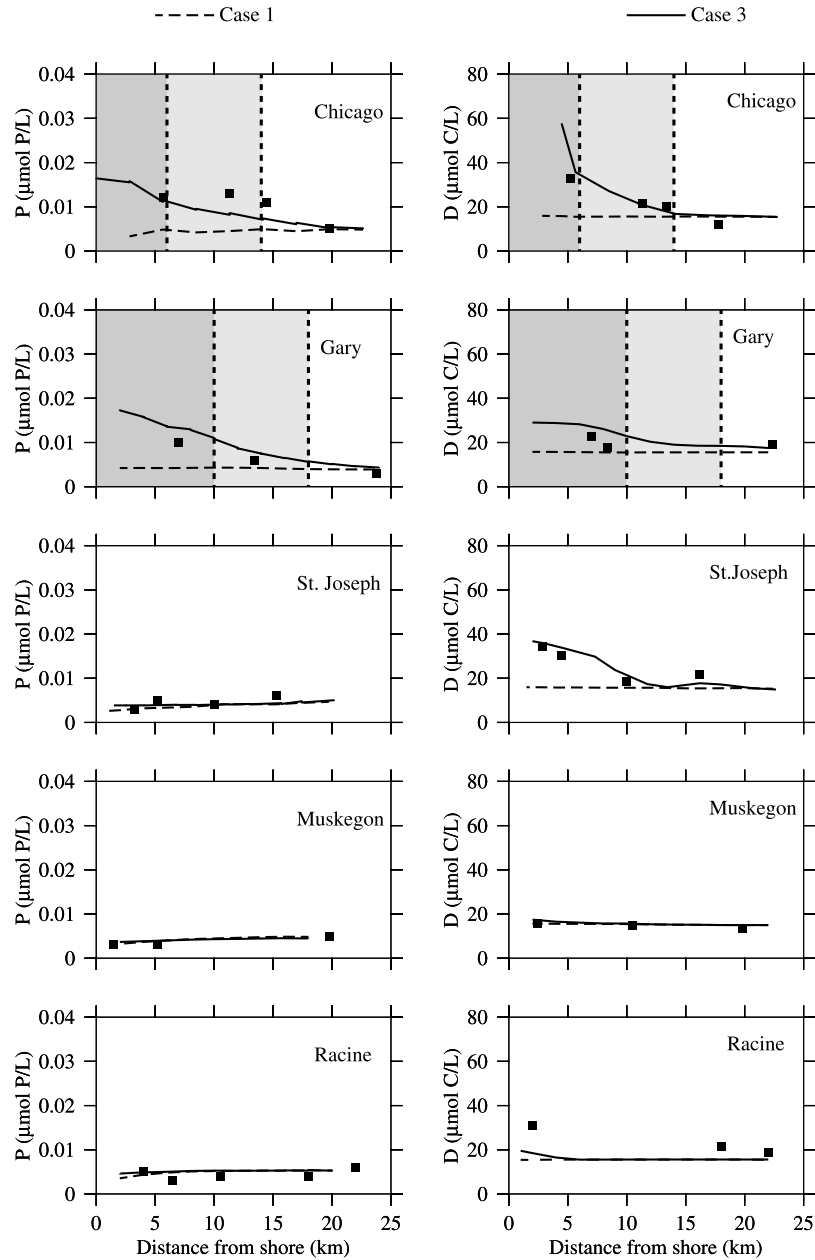 Case 1
Case 3
0.04
0.03
0.02
0.01
0
P (μmol P/L)
Chicago
80
60
40
20
0
D (μmol C/L)
Chicago
0.04
0.03
0.02
0.01
0
P (μmol P/L)
Gary
80
60
40
20
0
D (μmol C/L)
Gary
0.04
0.03
0.02
0.01
0
P (μmol P/L)
St. Joseph
80
60
40
20
0
D (μmol C/L)
St.Joseph
0.04
0.03
0.02
0.01
0
P (μmol P/L)
Muskegon
80
60
40
20
0
D (μmol C/L)
Muskegon
0.04
0.03
0.02
0.01
0
P (μmol P/L)
Racine
0 5 10 15 20 25
Distance from shore (km)
80
60
40
20
0
D (μmol C/L)
Racine
0 5 10 15 20 25
Distance from shore (km)